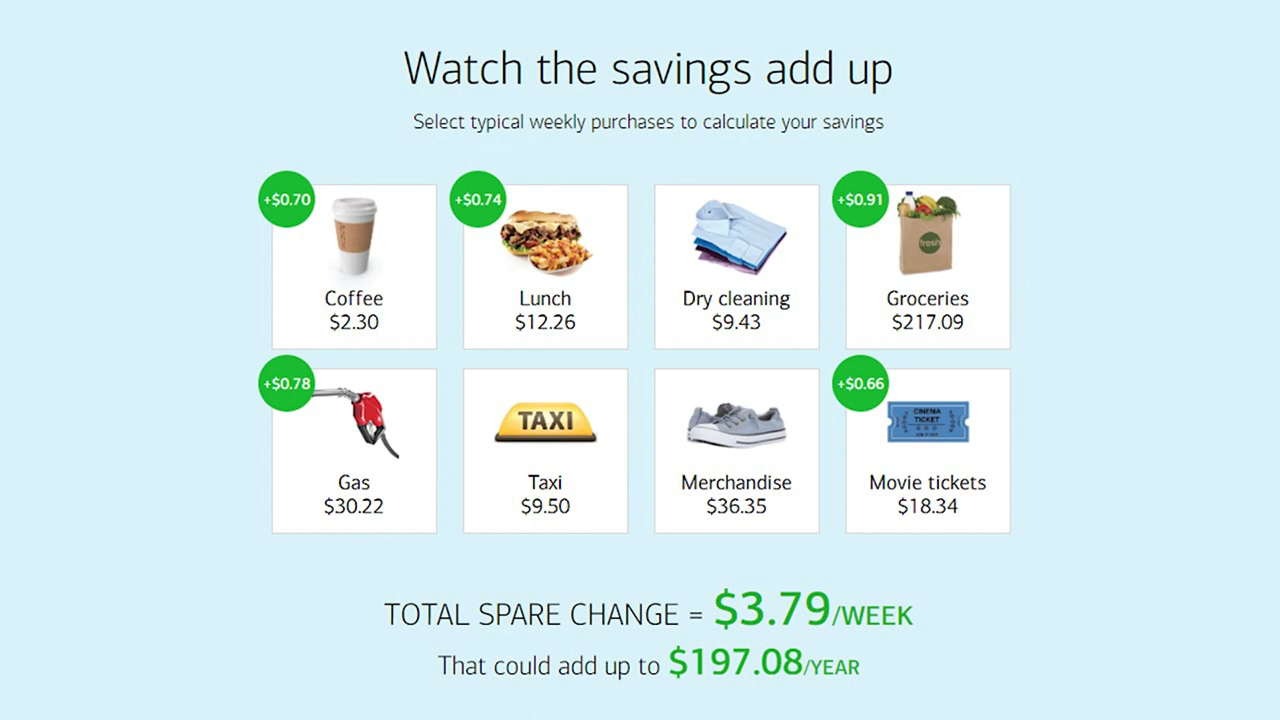 Watch the savings add up
Select typical weekly purchases to calculate your savings
+$0.70
Coffee
$2.30
+$0.74
Lunch
$12.26
Dry cleaning
$9.43
+$0.91
fresh
Groceries
$217.09
+$0.78
Gas
$30.22
TAXI
Taxi
$9.50
Merchandise
$36.35
+$0.66
CINEMA
TICKET
Movie tickets
$18.34
TOTAL SPARE CHANGE = $3.79/WEEK
That could add up to $197.08/YEAR